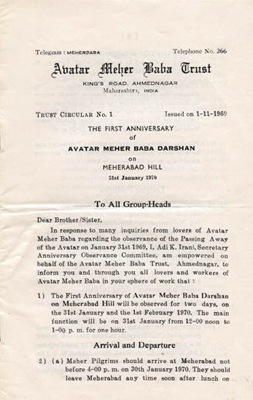 Telegram : MEHERBABA Telephone No. 266
Avatar Meher Baba Trust
KING'S ROAD, AHMEDNAGAR
Maharashtra, INDIA
TRUST CIRCULAR No. 1 Issued on 1-11-1969
THE FIRST ANNIVERSARY
of
AVATAR MEHER BABA DARSHAN
on
MEHERABAD HILL
31st January 1970
To All Group-Heads
Dear Brother/Sister,
In response to many inquiries from lovers of Avatar
Meher Baba regarding the observance of the Passing Away
of the Avatar on January 31st 1969, I, Adi K. Irani, Secretary
Anniversary Observance Committee, am empowered on
behalf of the Avatar Meher Baba Trust, Ahmednagar, to
inform you and through you all lovers and workers of
Avatar Meher Baba in your sphere of work that :
1) The First Anniversary of Avatar Meher Baba Darshan
on Meherabad Hill will be observed for two days, on
the 31st January and the 1st February 1970. The main
function will be on 31st January from 12-00 noon to
1-00 p. m. for one hour.
Arrival and Departure
2) (a) Meher Pilgrims should arrive at Meherabad not
before 4-00 p. m. on 30th January 1970. They should
leave Meherabad any time soon after lunch on